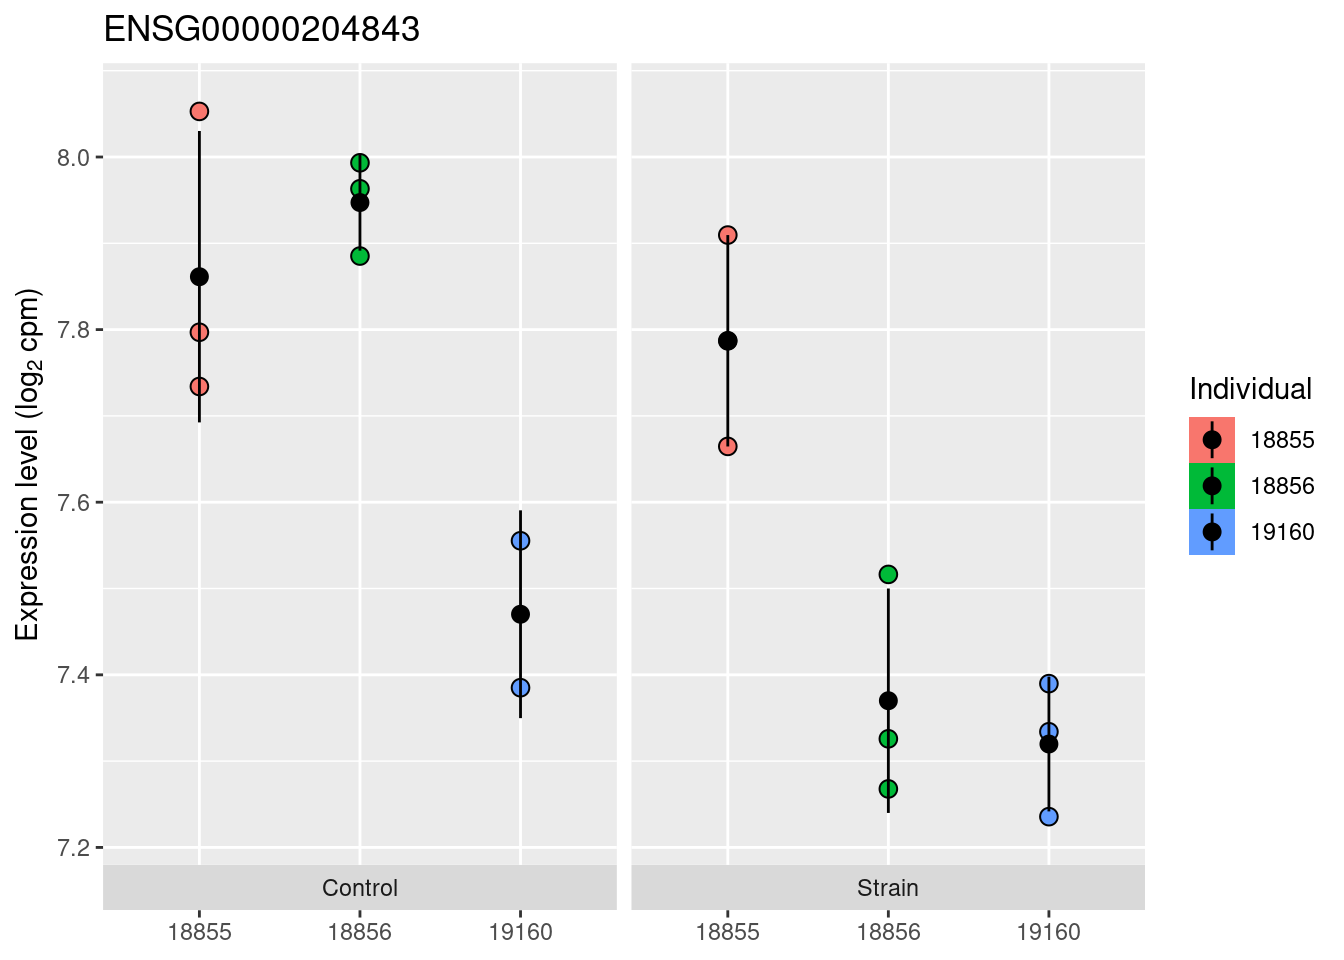 ENSG00000204843
Expression level (log₂ cpm)
8.0
7.8
7.6
7.4
7.2
Control
Strain
18855
18856
19160
18855
18856
19160
Individual
18855
18856
19160